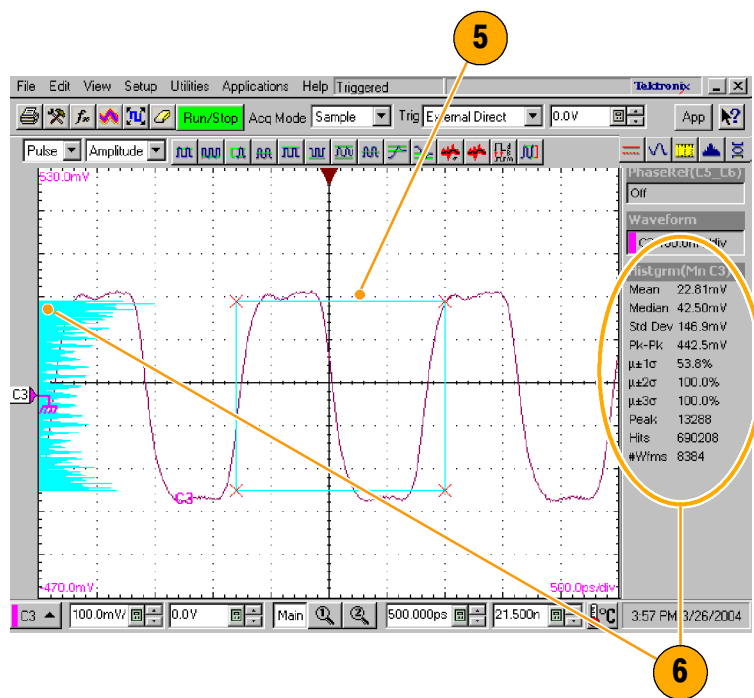 5
File Edit View Setup Utilities Applications Help Triggered Tektronix
Run/Stop Acq Mode Sample Trig External Direct 0.0V App
Pulse Amplitude
530.0mV
PhaseRef(C5_C6)
Off
Waveform
Histgrm(Mn C3)
Mean 22.81mV
Median 42.50mV
Std Dev 146.9mV
Pk-Pk 442.5mV
μ±1σ 53.8%
μ±2σ 100.0%
μ±3σ 100.0%
Peak 13288
Hits 690208
#Wfms 8384
C3
C3
-470.0mV 500.0ps/div
C3 100.0mV/ 0.0V Main 1 2 500.000ps 21.500n °C 3:57 PM 3/26/2004
6